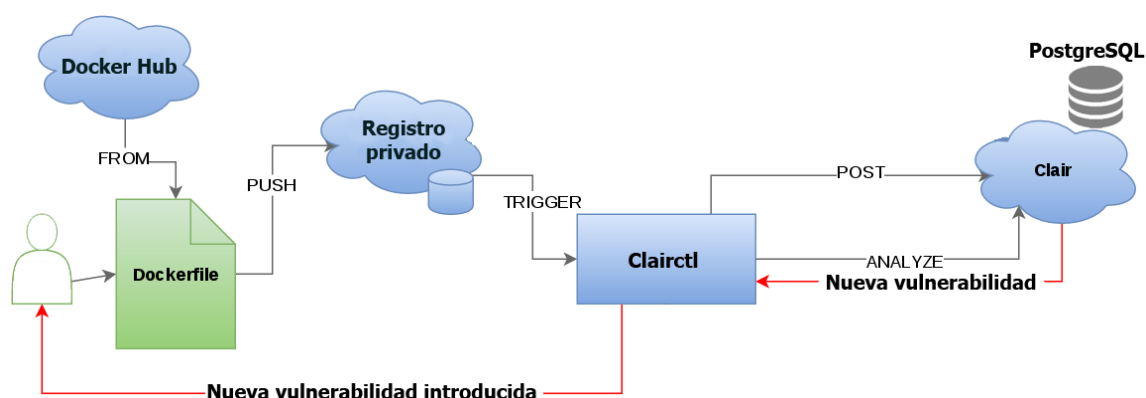 PostgreSQL
Docker Hub
Registro
privado
FROM
PUSH
POST
Clair
TRIGGER
Dockerfile
Clairctl
ANALYZE
Nueva vulnerabilidad
Nueva vulnerabilidad introducida